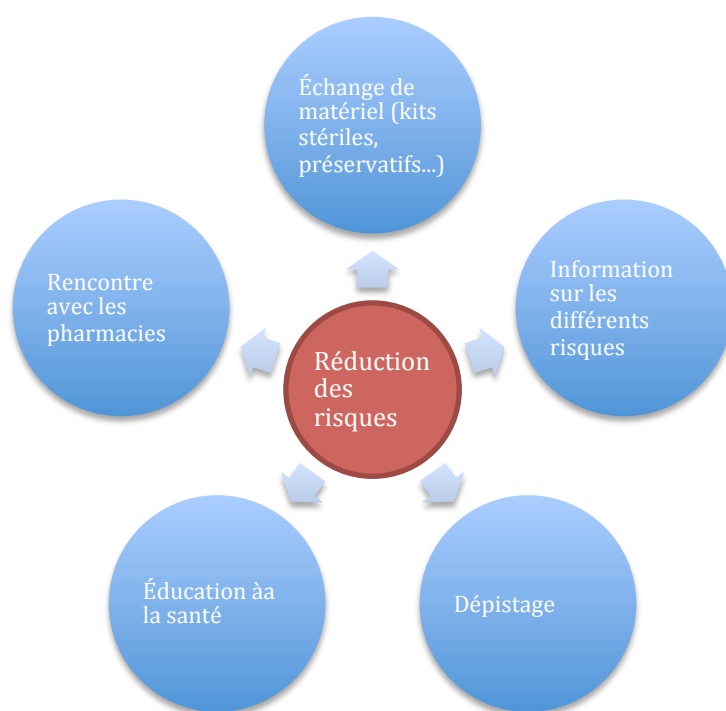 Échange de
matériel (kits
stériles,
préservatifs...)
Rencontre
avec les
pharmacies
Information
sur les
différents
risques
Réduction
des
risques
Éducation àa
la santé
Dépistage